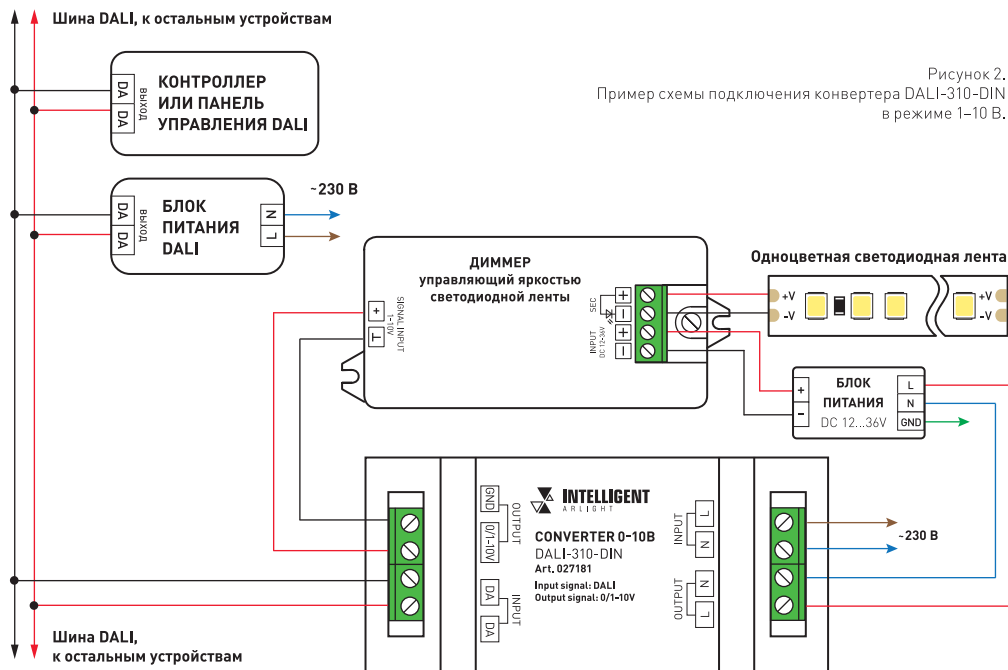 Шина DALI, к остальным устройствам
DA
DA
ВЫХОД
КОНТРОЛЛЕР
ИЛИ ПАНЕЛЬ
УПРАВЛЕНИЯ DALI
Рисунок 2.
Пример схемы подключения конвертера DALI-310-DIN
в режиме 1–10 В.
DA
DA
ВЫХОД
БЛОК
ПИТАНИЯ
DALI
N
L
~230 В
ДИММЕР
управляющий яркостью
светодиодной ленты
+
SIGNAL INPUT
1-10V
SEC
INPUT
DC 12-36V
+
−
+
−
Одноцветная светодиодная лента
+V
-V
+V
-V
+
−
БЛОК
ПИТАНИЯ
DC 12...36V
L
N
GND
GND
0/1-10V
OUTPUT
DA
DA
INPUT
INTELLIGENT
ARLIGHT
CONVERTER 0-10В
DALI-310-DIN
Art. 027181
Input signal: DALI
Output signal: 0/1-10V
INPUT
L
N
OUTPUT
N
L
~230 В
Шина DALI,
к остальным устройствам